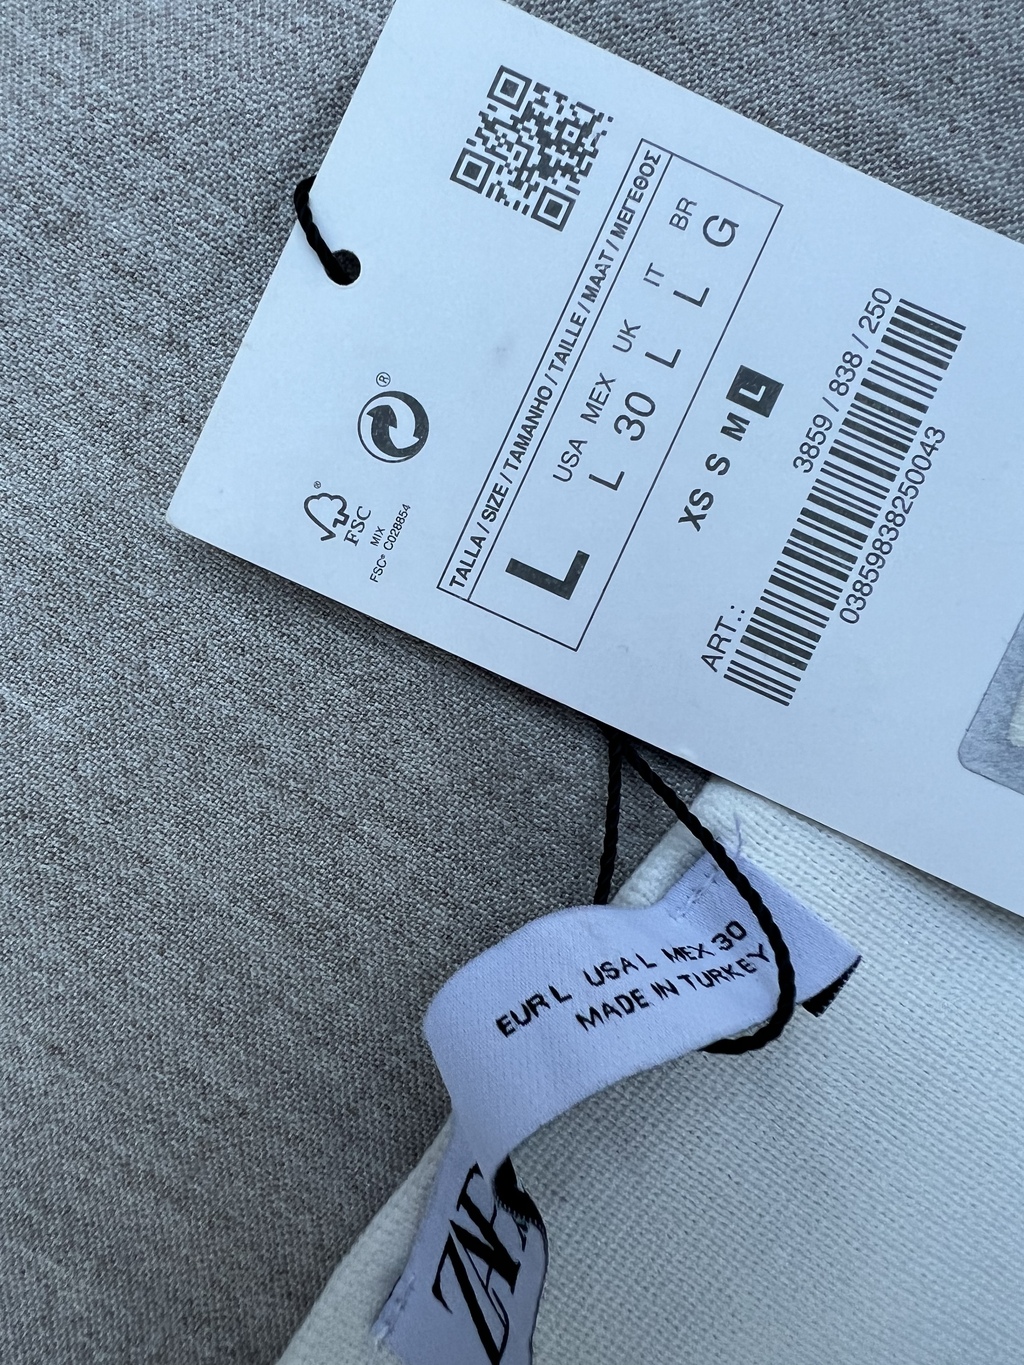 TALLA / SIZE / TAMANHO / TAILLE / MAAT / ΜΕΓΕΘΟΣ
USA MEX UK IT BR
L L 30 L L G
XS S M L
ART.: 3859 / 838 / 250
03859838250043
®
®
FSC
MIX
FSC® C028854
EUR L USA L MEX 30
MADE IN TURKEY